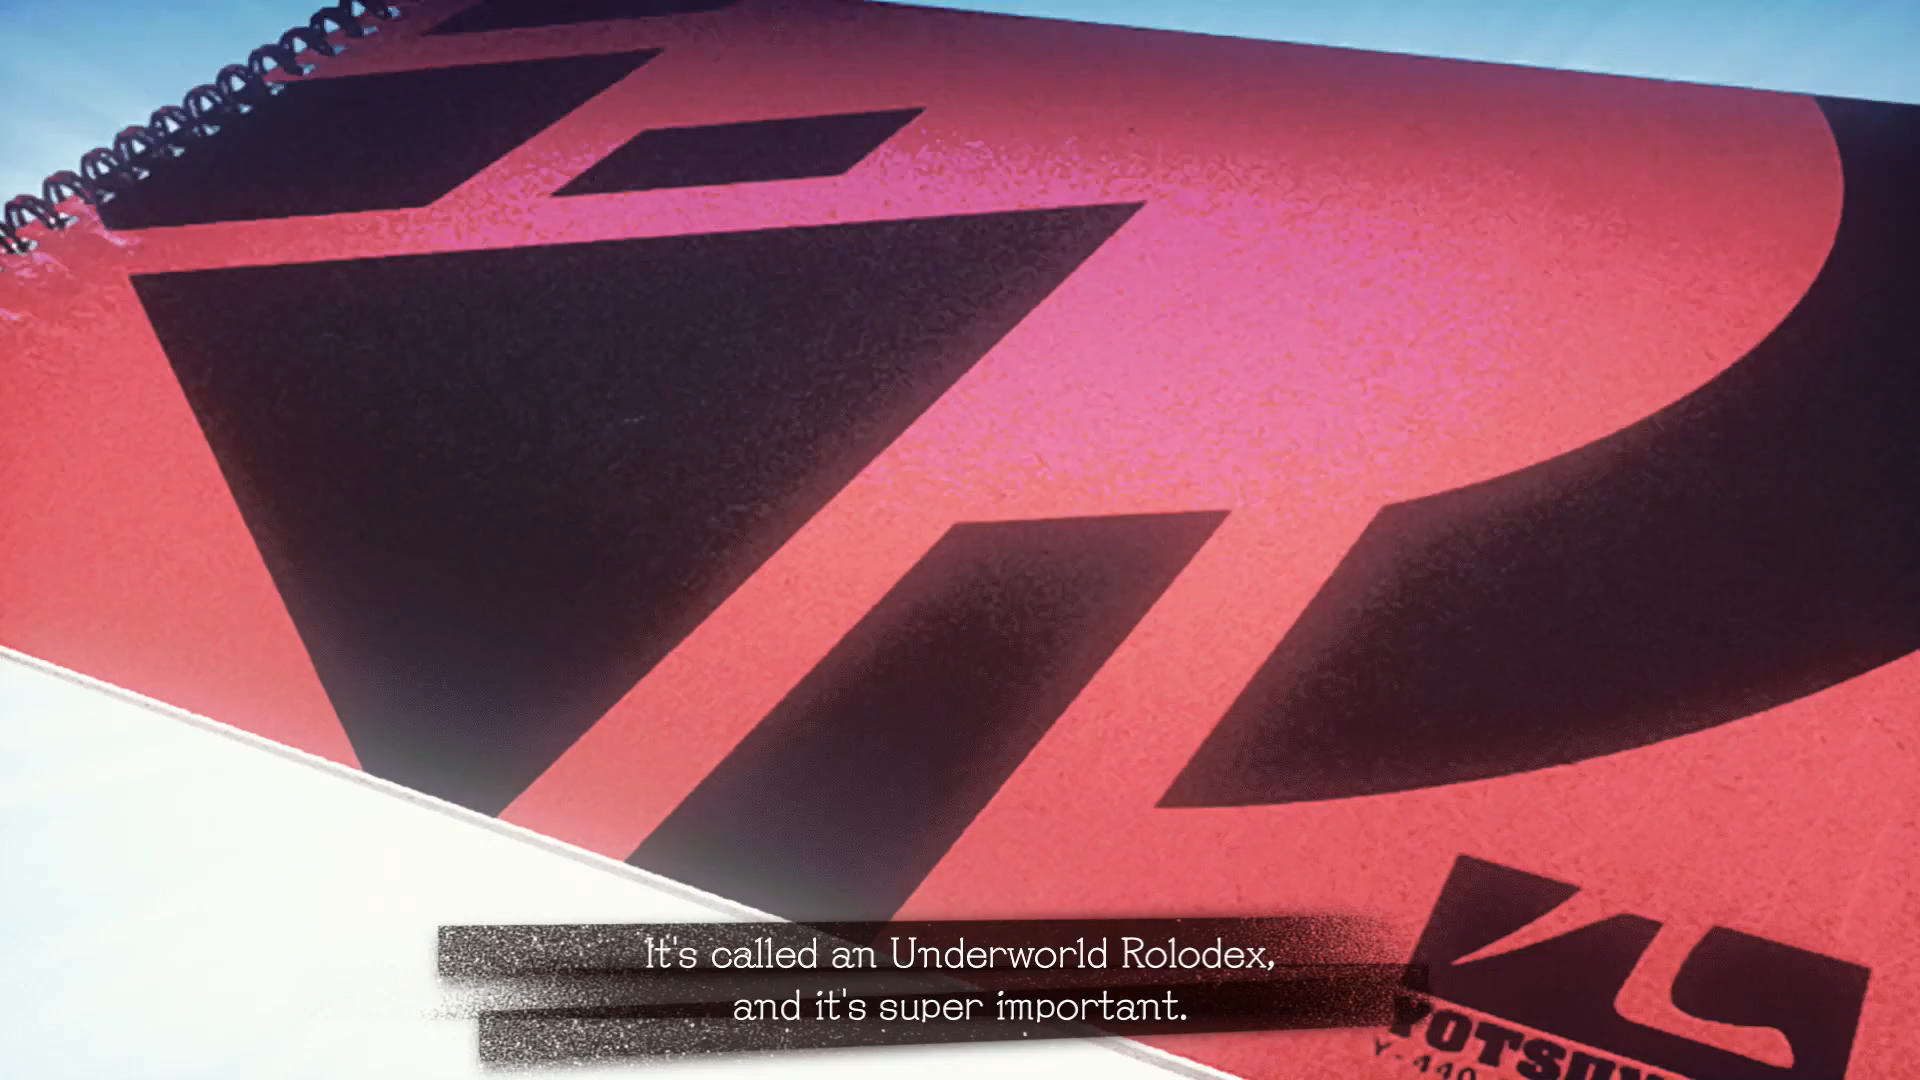 It's called an Underworld Rolodex,
and it's super important.